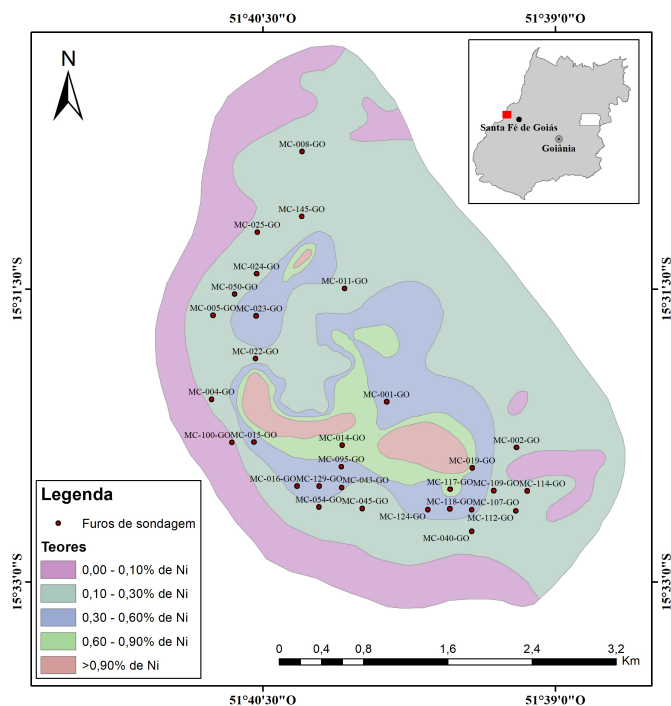 51°40'30"O
51°39'0"O
N
Santa Fé de Goiás
Goiânia
MC-008-GO
MC-145-GO
MC-025-GO
MC-024-GO
MC-050-GO
MC-011-GO
MC-005-GO
MC-023-GO
MC-022-GO
MC-004-GO
MC-001-GO
MC-100-GO
MC-015-GO
MC-014-GO
MC-002-GO
MC-095-GO
MC-019-GO
MC-016-GO
MC-129-GO
MC-043-GO
MC-117-GO
MC-109-GO
MC-114-GO
MC-054-GO
MC-045-GO
MC-124-GO
MC-118-GO
MC-107-GO
MC-112-GO
MC-040-GO
15°31'30"S
15°31'30"S
15°33'0"S
15°33'0"S
Legenda
Furos de sondagem
Teores
0,00 - 0,10% de Ni
0,10 - 0,30% de Ni
0,30 - 0,60% de Ni
0,60 - 0,90% de Ni
>0,90% de Ni
0 0,4 0,8 1,6 2,4 3,2
Km
51°40'30"O
51°39'0"O